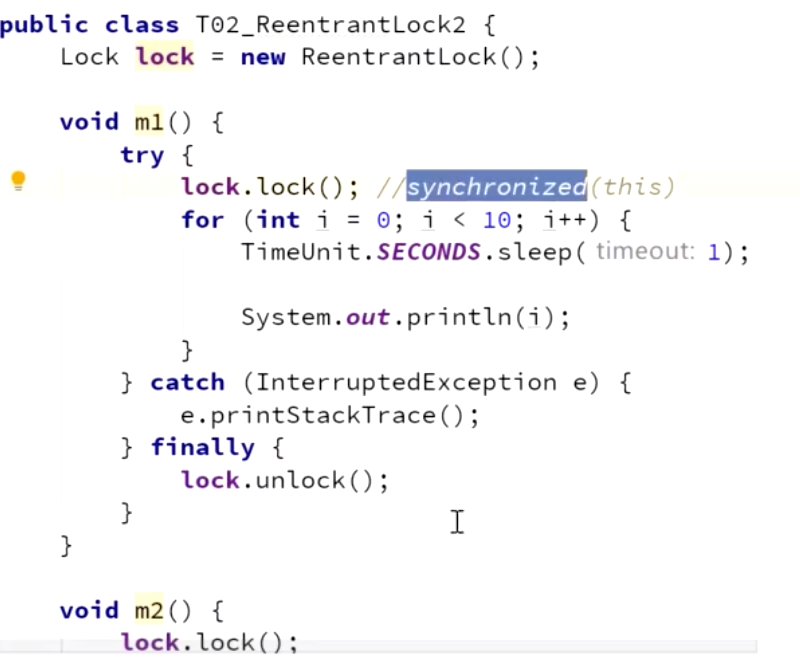 public class T02_ReentrantLock2 {
    Lock lock = new ReentrantLock();

    void m1() {
        try {
            lock.lock(); //synchronized(this)
            for (int i = 0; i < 10; i++) {
                TimeUnit.SECONDS.sleep( timeout: 1);

                System.out.println(i);
            }
        } catch (InterruptedException e) {
            e.printStackTrace();
        } finally {
            lock.unlock();
        }
    }

    void m2() {
        lock.lock();